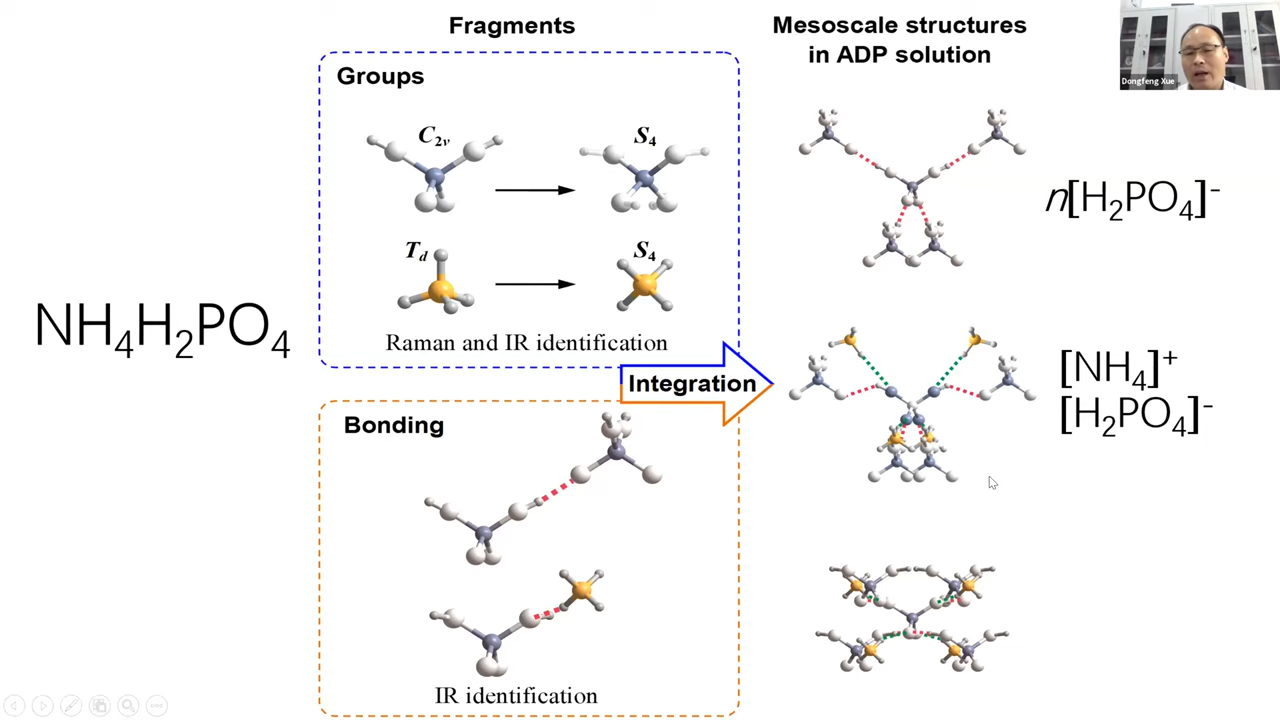 Fragments
Mesoscale structures
in ADP solution
Dongfeng Xue
Groups
C₂ᵥ
S₄
n[H₂PO₄]⁻
T_d
S₄
NH₄H₂PO₄
Raman and IR identification
Integration
[NH₄]⁺
[H₂PO₄]⁻
Bonding
IR identification